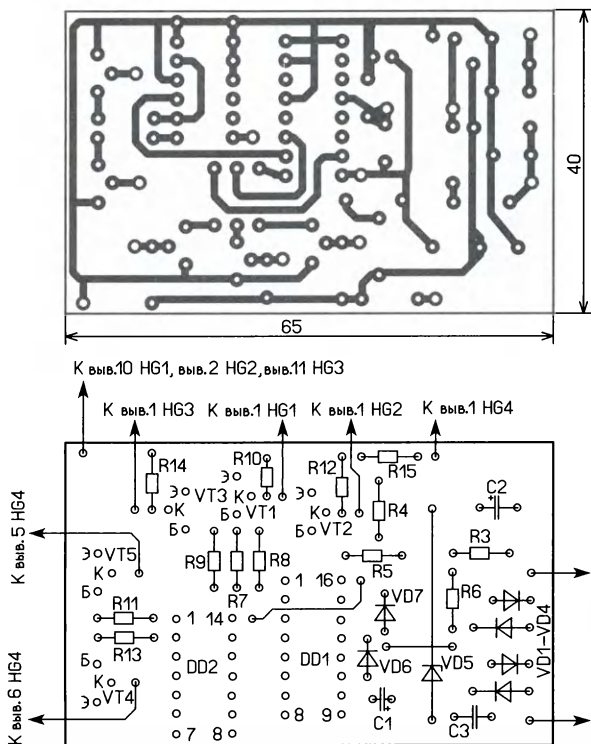 40
65
К выв.10 HG1, выв.2 HG2, выв.11 HG3
К выв.1 HG3 К выв.1 HG1 К выв.1 HG2 К выв.1 HG4
R14 R10 R12 R15
Э VT3 Э C2
К К К К R4
Б Б VT1 Б VT2
К выв. 5 HG4
Э VT5 R3
К R9 R8 R5
Б R7 1 16 VD7 R6
R11
1 14
R13
Б DD2 DD1 VD6 VD5 VD1–VD4
К
Э VT4 C1
8 9 C3
7 8
К выв. 6 HG4